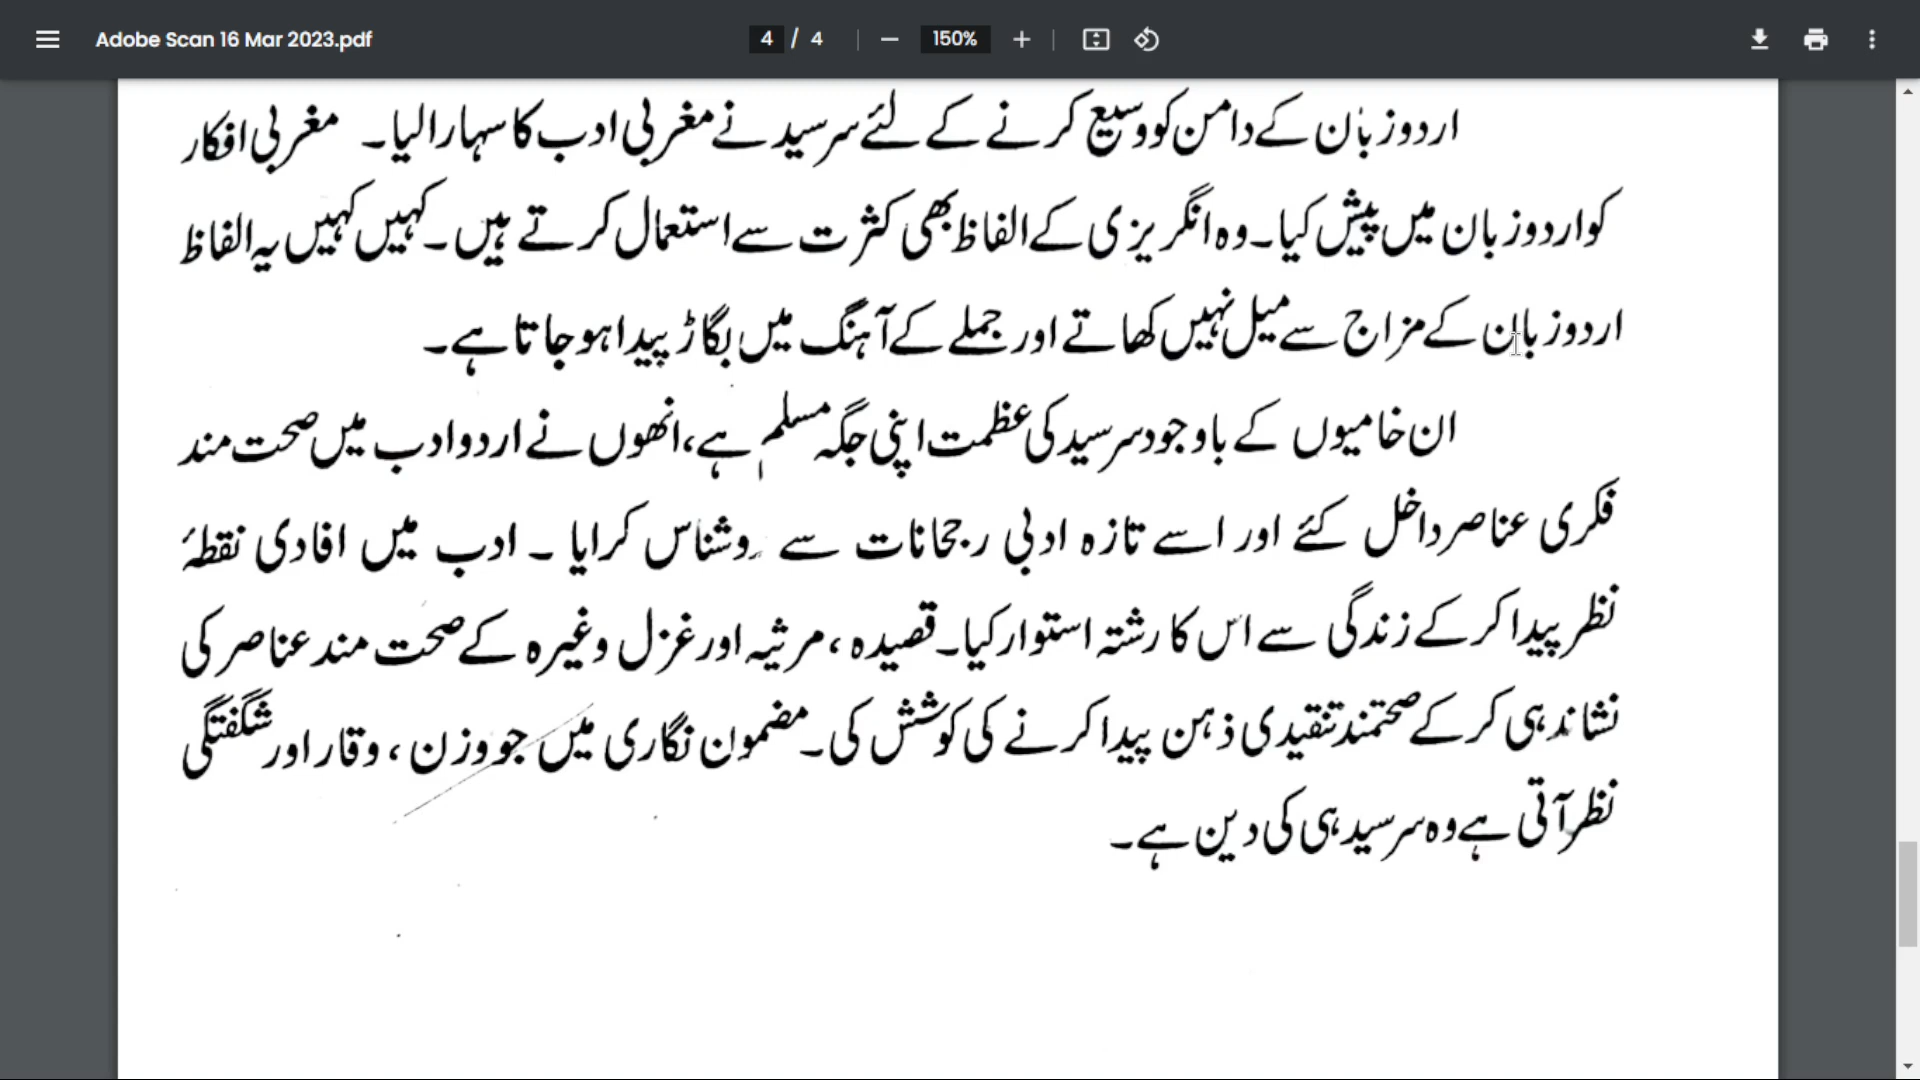 Adobe Scan 16 Mar 2023.pdf 4 / 4 150%
اردو زبان کے دامن کو وسیع کرنے کے لئے سرسید نے مغربی ادب کا سہارا لیا۔ مغربی افکار
کو اردو زبان میں پیش کیا۔ وہ انگریزی کے الفاظ بھی کثرت سے استعمال کرتے ہیں۔ کہیں کہیں یہ الفاظ
اردو زبان کے مزاج سے میل نہیں کھاتے اور جملے کے آہنگ میں بگاڑ پیدا ہو جاتا ہے۔
ان خامیوں کے باوجود سرسید کی عظمت اپنی جگہ مسلم ہے، انھوں نے اردو ادب میں صحت مند
فکری عناصر داخل کئے اور اسے تازہ ادبی رجحانات سے روشناس کرایا ۔ ادب میں افادی نقطۂ
نظر پیدا کر کے زندگی سے اس کا رشتہ استوار کیا۔ قصیدہ ، مرثیہ اور غزل وغیرہ کے صحت مند عناصر کی
نشاندہی کر کے صحتمند تنقیدی ذہن پیدا کرنے کی کوشش کی۔ مضمون نگاری میں جو وزن ، وقار اور شگفتگی
نظر آتی ہے وہ سرسید ہی کی دین ہے۔